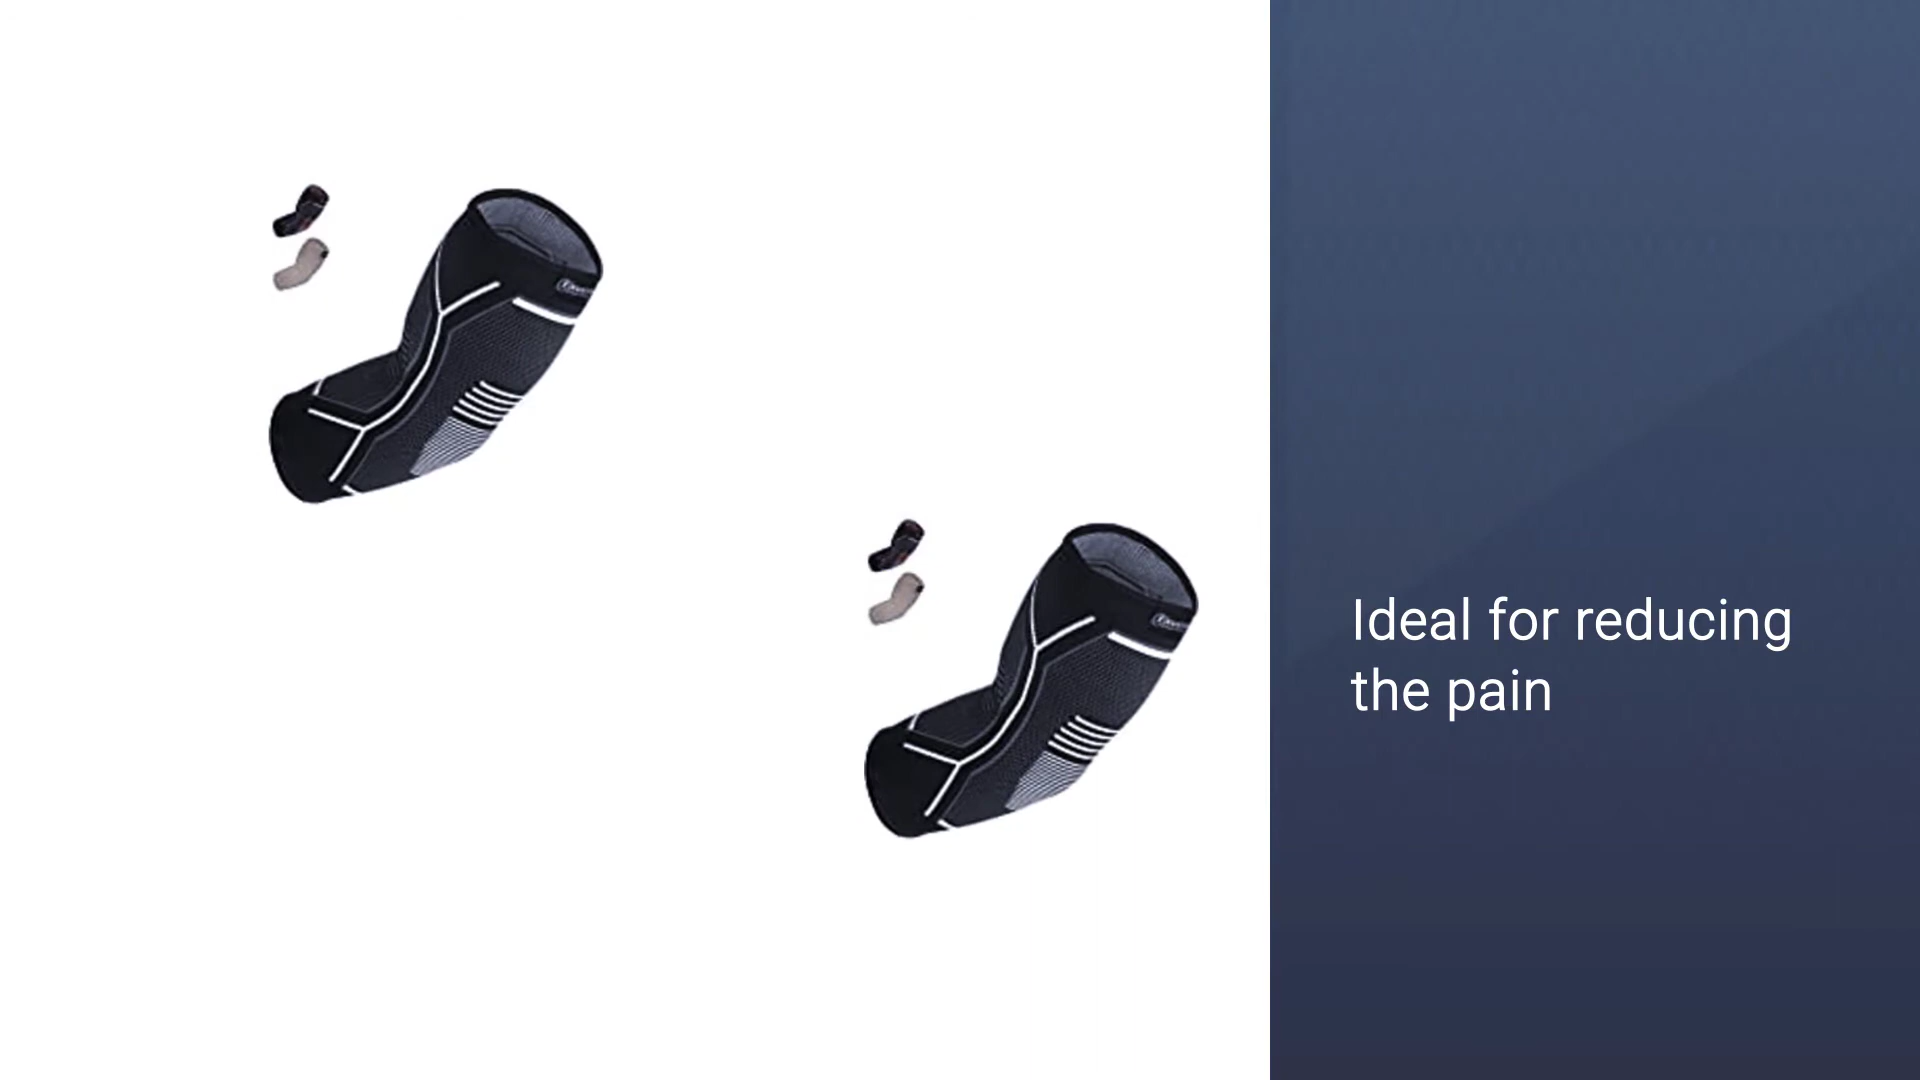 Ideal for reducing
the pain